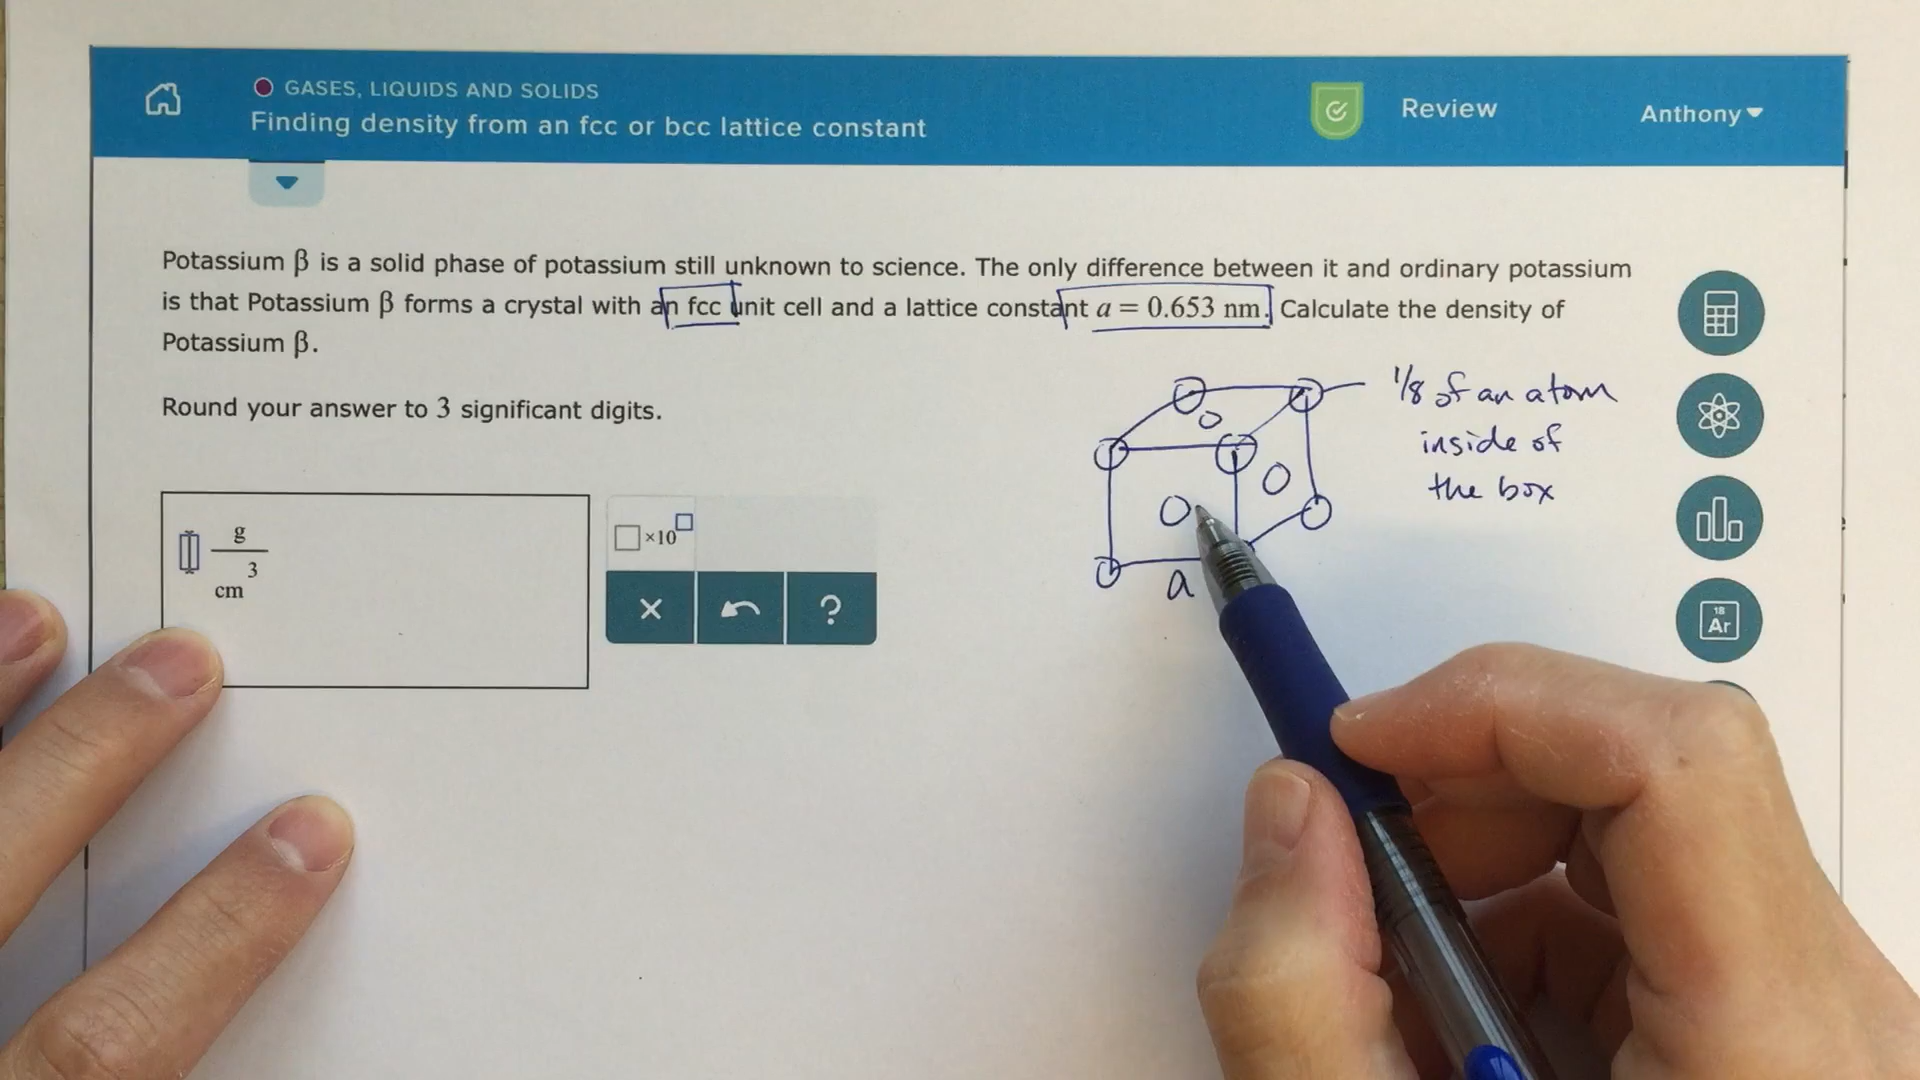 GASES, LIQUIDS AND SOLIDS
Finding density from an fcc or bcc lattice constant
Review
Anthony
Potassium β is a solid phase of potassium still unknown to science. The only difference between it and ordinary potassium
is that Potassium β forms a crystal with an fcc unit cell and a lattice constant a = 0.653 nm. Calculate the density of
Potassium β.
Round your answer to 3 significant digits.
g
cm³
×10
?
1/8 of an atom
inside of
the box
a
18
Ar